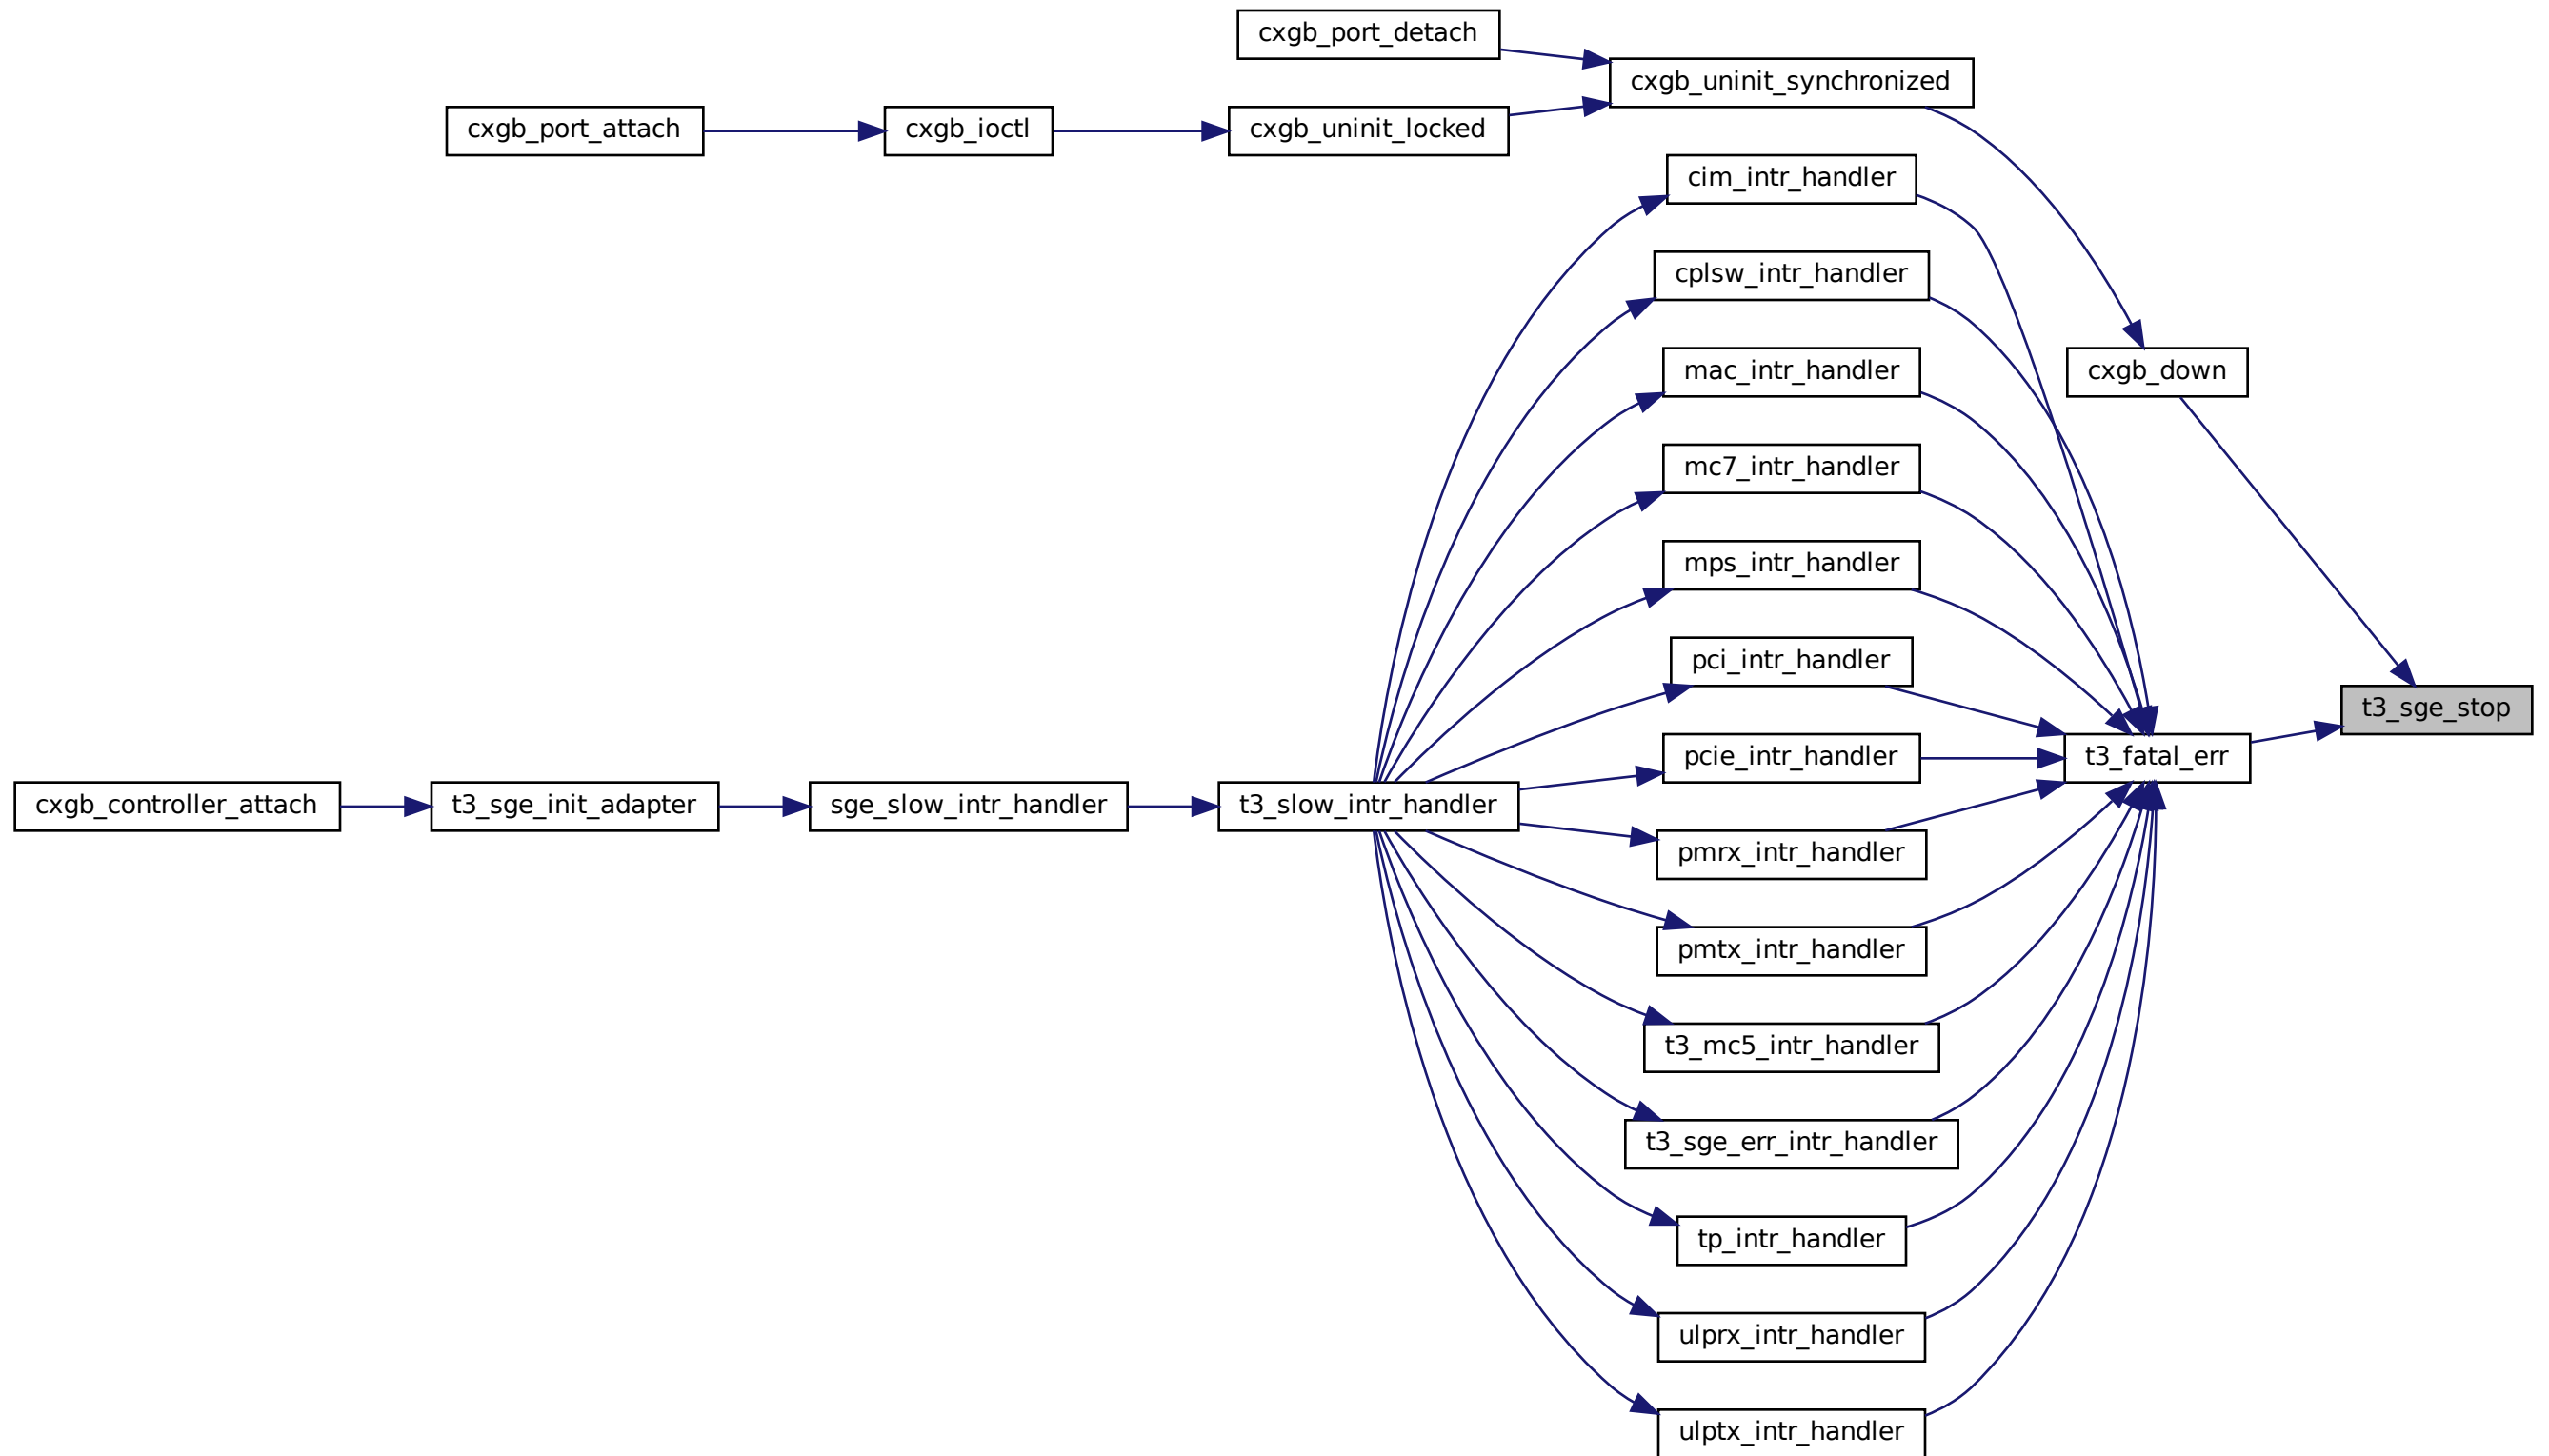 cxgb_port_detach
cxgb_uninit_synchronized
cxgb_port_attach
cxgb_ioctl
cxgb_uninit_locked
cim_intr_handler
cplsw_intr_handler
mac_intr_handler
cxgb_down
mc7_intr_handler
mps_intr_handler
pci_intr_handler
t3_sge_stop
pcie_intr_handler
t3_fatal_err
cxgb_controller_attach
t3_sge_init_adapter
sge_slow_intr_handler
t3_slow_intr_handler
pmrx_intr_handler
pmtx_intr_handler
t3_mc5_intr_handler
t3_sge_err_intr_handler
tp_intr_handler
ulprx_intr_handler
ulptx_intr_handler